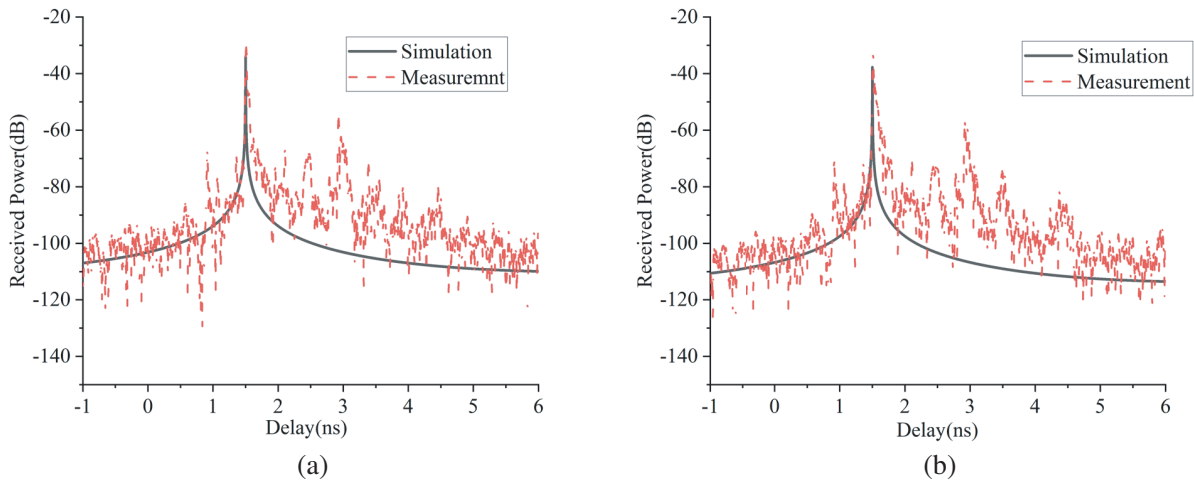 -20
-40
-60
-80
-100
-120
-140
Received Power(dB)
Simulation
Measuremnt
-1 0 1 2 3 4 5 6
Delay(ns)
(a)
-20
-40
-60
-80
-100
-120
-140
Received Power(dB)
Simulation
Measurement
-1 0 1 2 3 4 5 6
Delay(ns)
(b)